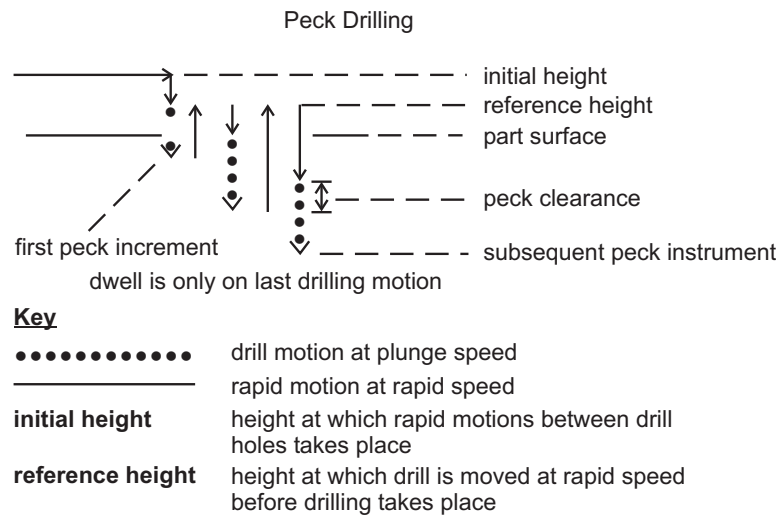 Peck Drilling
initial height
reference height
part surface
peck clearance
first peck increment
subsequent peck instrument
dwell is only on last drilling motion
Key
drill motion at plunge speed
rapid motion at rapid speed
initial height height at which rapid motions between drill
holes takes place
reference height height at which drill is moved at rapid speed
before drilling takes place